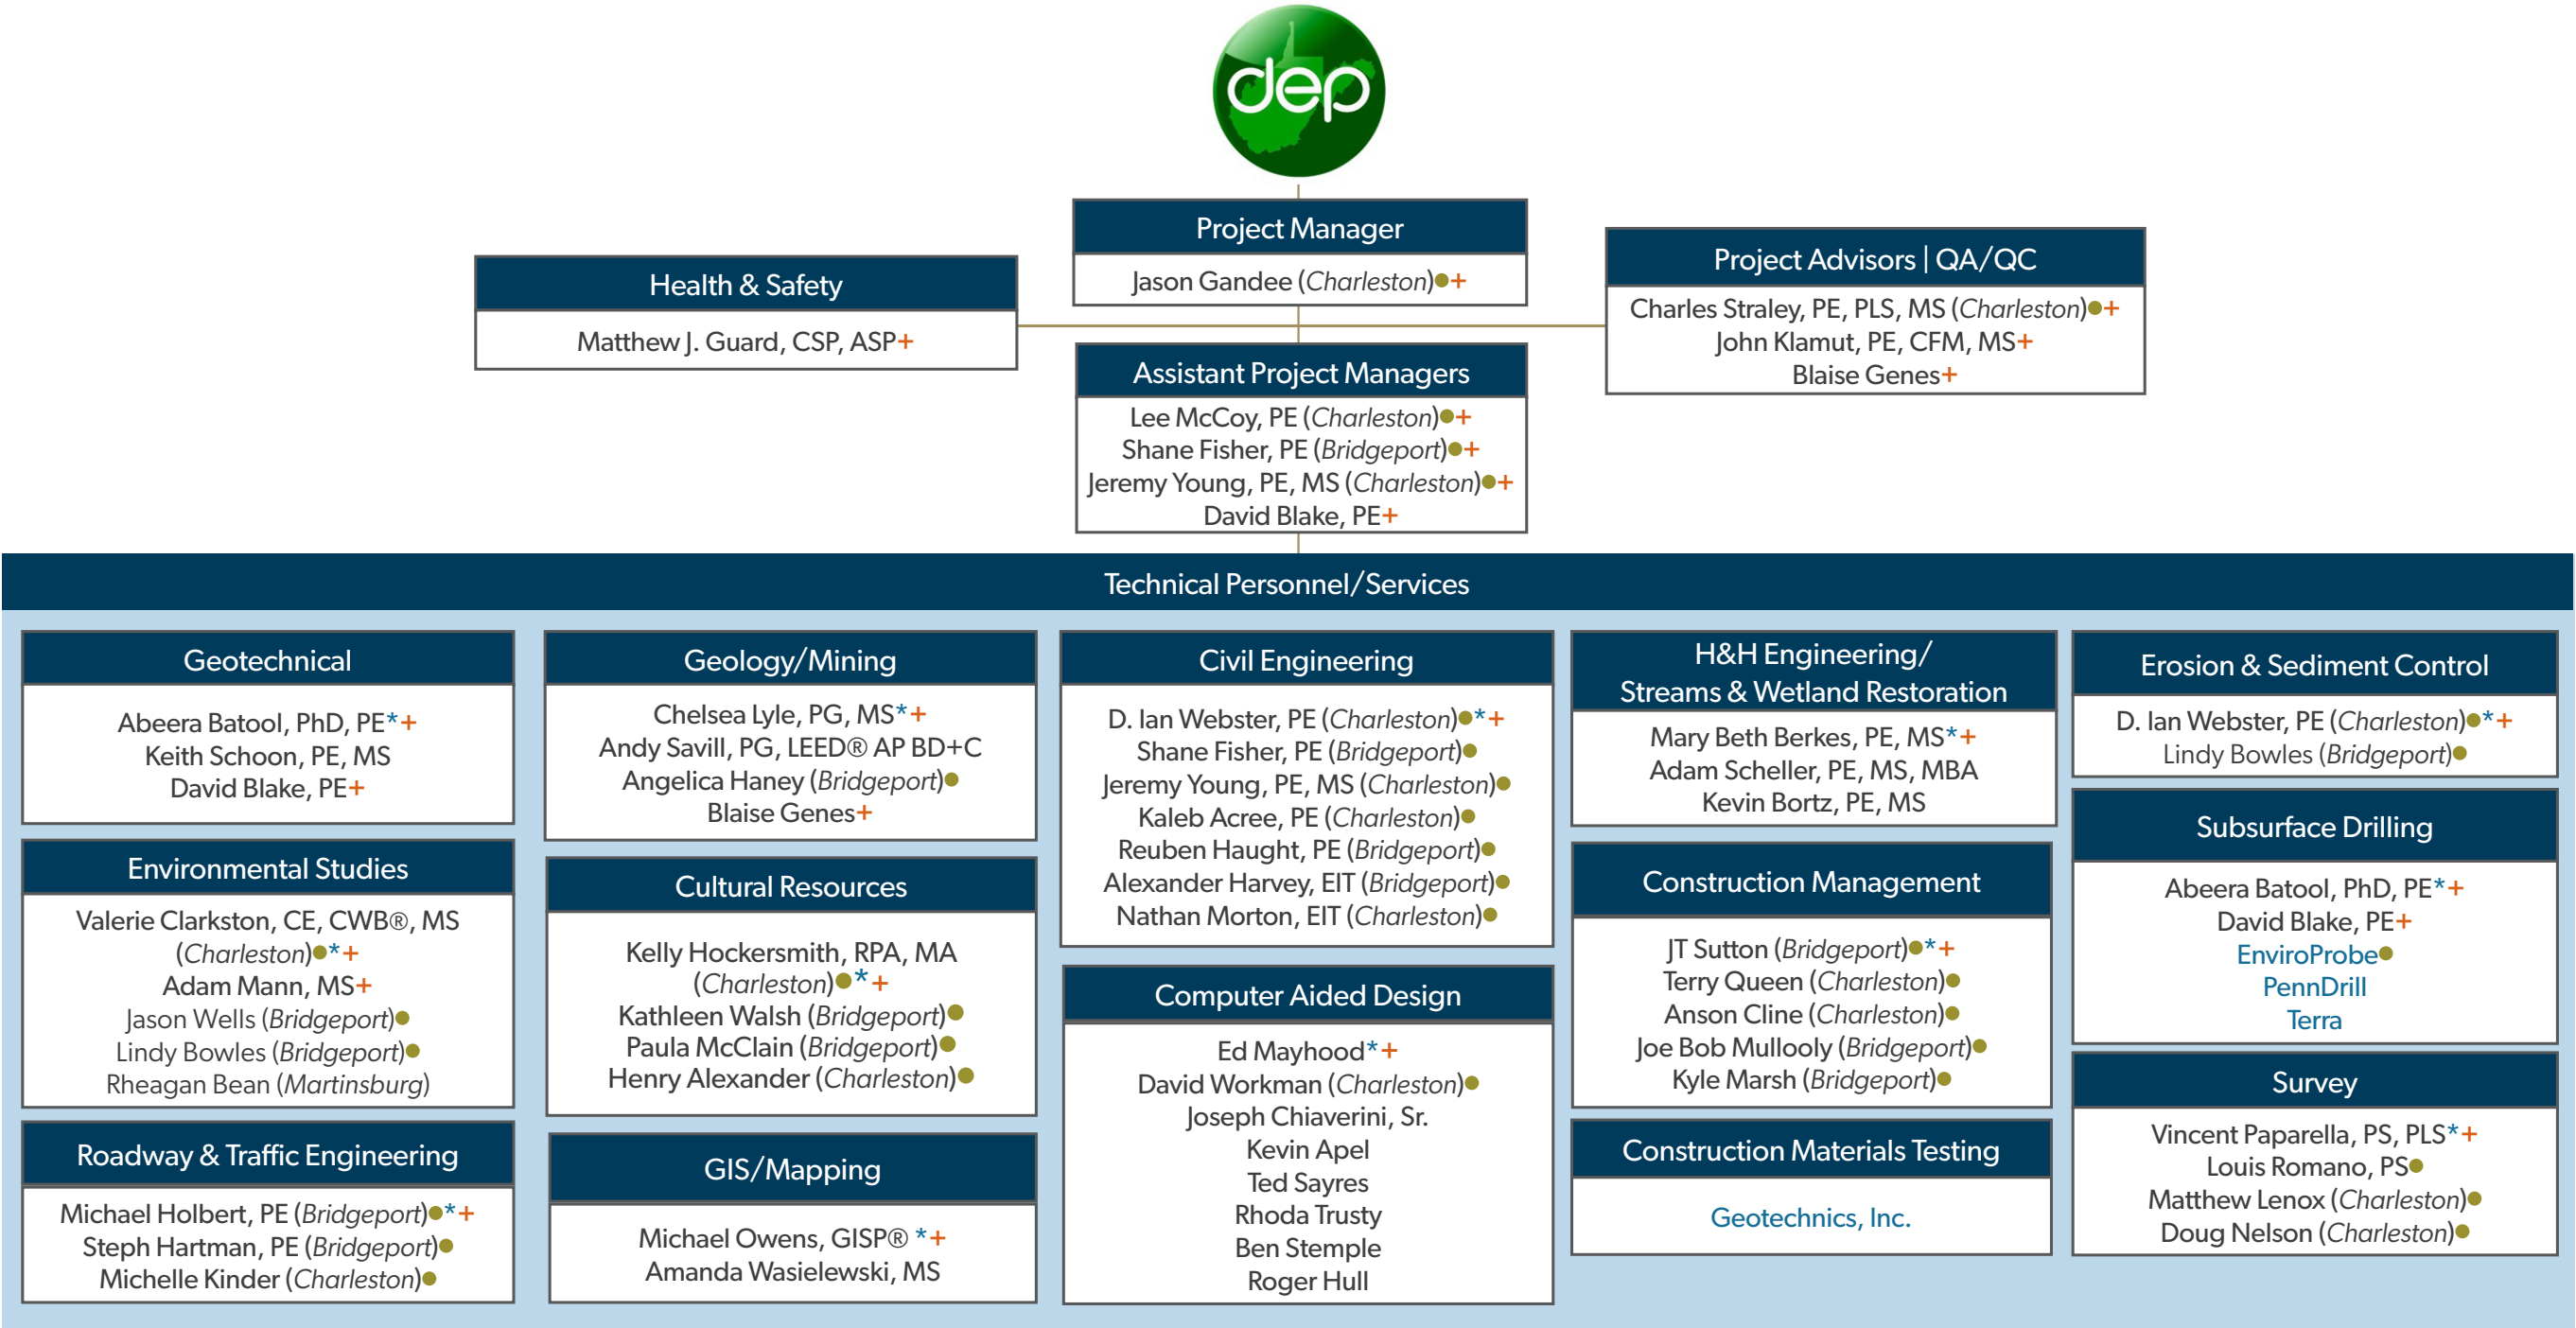 dep
Project Manager
Jason Gandee (Charleston)●+
Health & Safety
Matthew J. Guard, CSP, ASP+
Project Advisors | QA/QC
Charles Straley, PE, PLS, MS (Charleston)●+
John Klamut, PE, CFM, MS+
Blaise Genes+
Assistant Project Managers
Lee McCoy, PE (Charleston)●+
Shane Fisher, PE (Bridgeport)●+
Jeremy Young, PE, MS (Charleston)●+
David Blake, PE+
Technical Personnel/Services
Geotechnical
Abeera Batool, PhD, PE*+
Keith Schoon, PE, MS
David Blake, PE+
Environmental Studies
Valerie Clarkston, CE, CWB®, MS
(Charleston)●*+
Adam Mann, MS+
Jason Wells (Bridgeport)●
Lindy Bowles (Bridgeport)●
Rheagan Bean (Martinsburg)
Roadway & Traffic Engineering
Michael Holbert, PE (Bridgeport)●*+
Steph Hartman, PE (Bridgeport)●
Michelle Kinder (Charleston)●
Geology/Mining
Chelsea Lyle, PG, MS*+
Andy Savill, PG, LEED® AP BD+C
Angelica Haney (Bridgeport)●
Blaise Genes+
Cultural Resources
Kelly Hockersmith, RPA, MA
(Charleston)●*+
Kathleen Walsh (Bridgeport)●
Paula McClain (Bridgeport)●
Henry Alexander (Charleston)●
GIS/Mapping
Michael Owens, GISP® *+
Amanda Wasielewski, MS
Civil Engineering
D. Ian Webster, PE (Charleston)●*+
Shane Fisher, PE (Bridgeport)●
Jeremy Young, PE, MS (Charleston)●
Kaleb Acree, PE (Charleston)●
Reuben Haught, PE (Bridgeport)●
Alexander Harvey, EIT (Bridgeport)●
Nathan Morton, EIT (Charleston)●
Computer Aided Design
Ed Mayhood*+
David Workman (Charleston)●
Joseph Chiaverini, Sr.
Kevin Apel
Ted Sayres
Rhoda Trusty
Ben Stemple
Roger Hull
H&H Engineering/
Streams & Wetland Restoration
Mary Beth Berkes, PE, MS*+
Adam Scheller, PE, MS, MBA
Kevin Bortz, PE, MS
Construction Management
JT Sutton (Bridgeport)●*+
Terry Queen (Charleston)●
Anson Cline (Charleston)●
Joe Bob Mullooly (Bridgeport)●
Kyle Marsh (Bridgeport)●
Construction Materials Testing
Geotechnics, Inc.
Erosion & Sediment Control
D. Ian Webster, PE (Charleston)●*+
Lindy Bowles (Bridgeport)●
Subsurface Drilling
Abeera Batool, PhD, PE*+
David Blake, PE+
EnviroProbe●
PennDrill
Terra
Survey
Vincent Paparella, PS, PLS*+
Louis Romano, PS●
Matthew Lenox (Charleston)●
Doug Nelson (Charleston)●